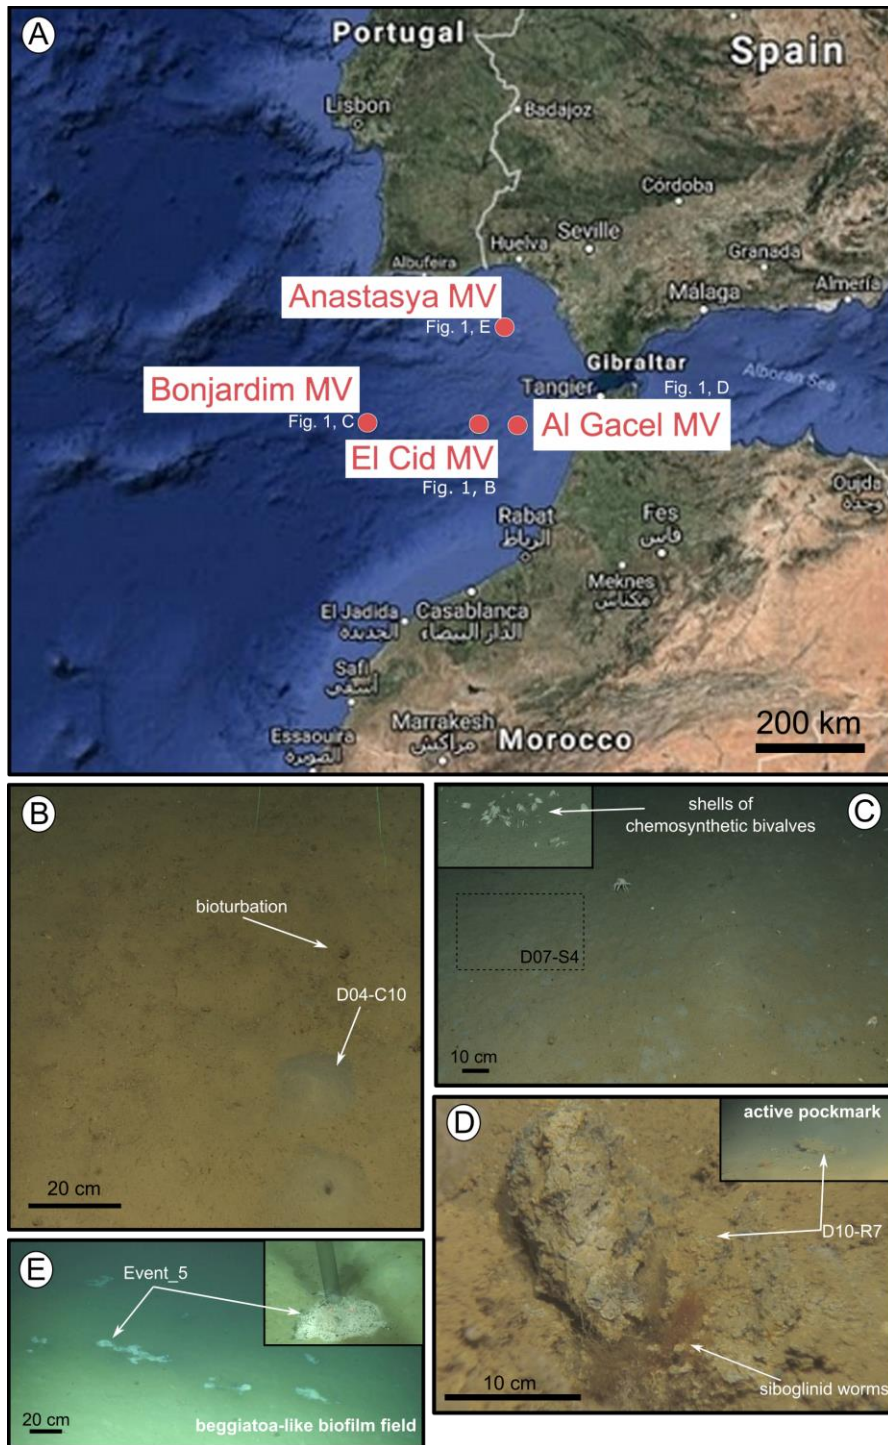 A
Portugal
Spain
Lisbon
Badajoz
Córdoba
Huelva
Seville
Granada
Albufeira
Málaga
Almería
Anastasya MV
Fig. 1, E
Gibraltar
Alboran Sea
Bonjardim MV
Tangier
Fig. 1, D
Fig. 1, C
Al Gacel MV
El Cid MV
Fig. 1, B
Oujda
وجدة
Rabat
الرباط
Fes
فاس
Meknes
مكناس
El Jadida
الجديدة
Casablanca
الدار البيضاء
Safi
أسفي
Marrakesh
مراكش
Morocco
Essaouira
الصويرة
200 km
B
bioturbation
D04-C10
20 cm
shells of
chemosynthetic bivalves
C
D07-S4
10 cm
D
active pockmark
D10-R7
siboglinid worms
10 cm
E
Event_5
20 cm
beggiatoa-like biofilm field